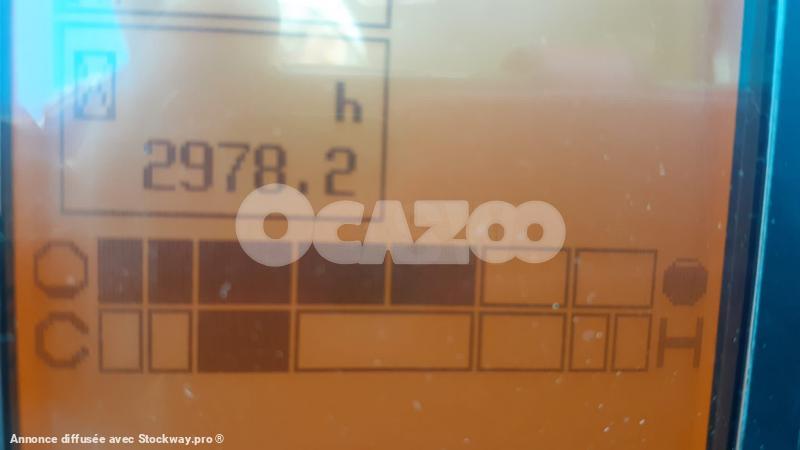 h
2978.2
OCAZOO
C H
Annonce diffusée avec Stockway.pro®